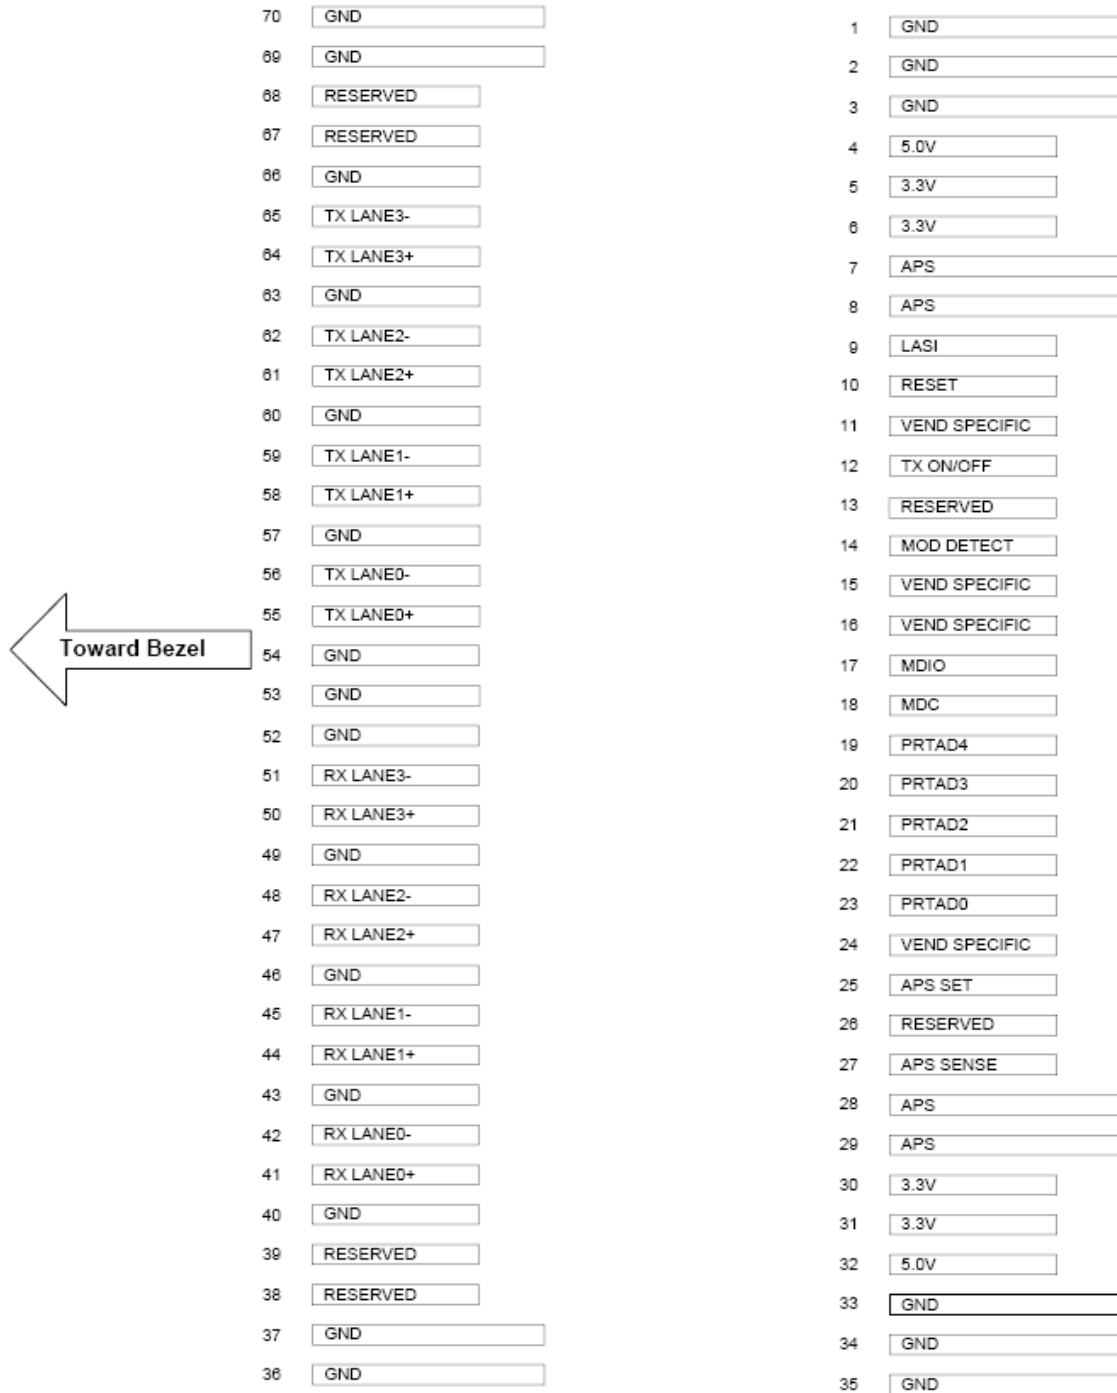 70 GND
69 GND
68 RESERVED
67 RESERVED
66 GND
65 TX LANE3-
64 TX LANE3+
63 GND
62 TX LANE2-
61 TX LANE2+
60 GND
59 TX LANE1-
58 TX LANE1+
57 GND
56 TX LANE0-
55 TX LANE0+
54 GND
53 GND
52 GND
51 RX LANE3-
50 RX LANE3+
49 GND
48 RX LANE2-
47 RX LANE2+
46 GND
45 RX LANE1-
44 RX LANE1+
43 GND
42 RX LANE0-
41 RX LANE0+
40 GND
39 RESERVED
38 RESERVED
37 GND
36 GND
Toward Bezel
1 GND
2 GND
3 GND
4 5.0V
5 3.3V
6 3.3V
7 APS
8 APS
9 LASI
10 RESET
11 VEND SPECIFIC
12 TX ON/OFF
13 RESERVED
14 MOD DETECT
15 VEND SPECIFIC
16 VEND SPECIFIC
17 MDIO
18 MDC
19 PRTAD4
20 PRTAD3
21 PRTAD2
22 PRTAD1
23 PRTAD0
24 VEND SPECIFIC
25 APS SET
26 RESERVED
27 APS SENSE
28 APS
29 APS
30 3.3V
31 3.3V
32 5.0V
33 GND
34 GND
35 GND